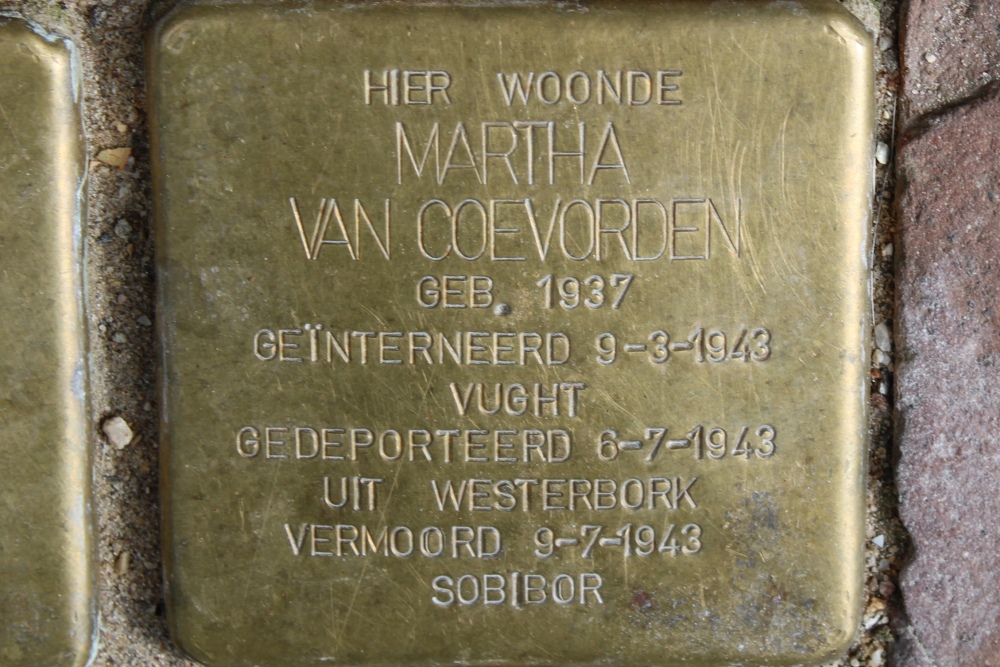 HIER WOONDE
MARTHA
VAN COEVORDEN
GEB. 1937
GEÏNTERNEERD 9-3-1943
VUGHT
GEDEPORTEERD 6-7-1943
UIT WESTERBORK
VERMOORD 9-7-1943
SOBIBOR